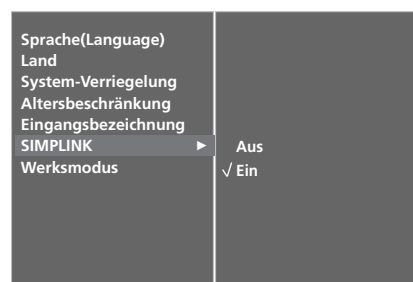 Sprache(Language)
Land
System-Verriegelung
Altersbeschränkung
Eingangsbezeichnung
SIMPLINK ►
Werksmodus
Aus
√ Ein